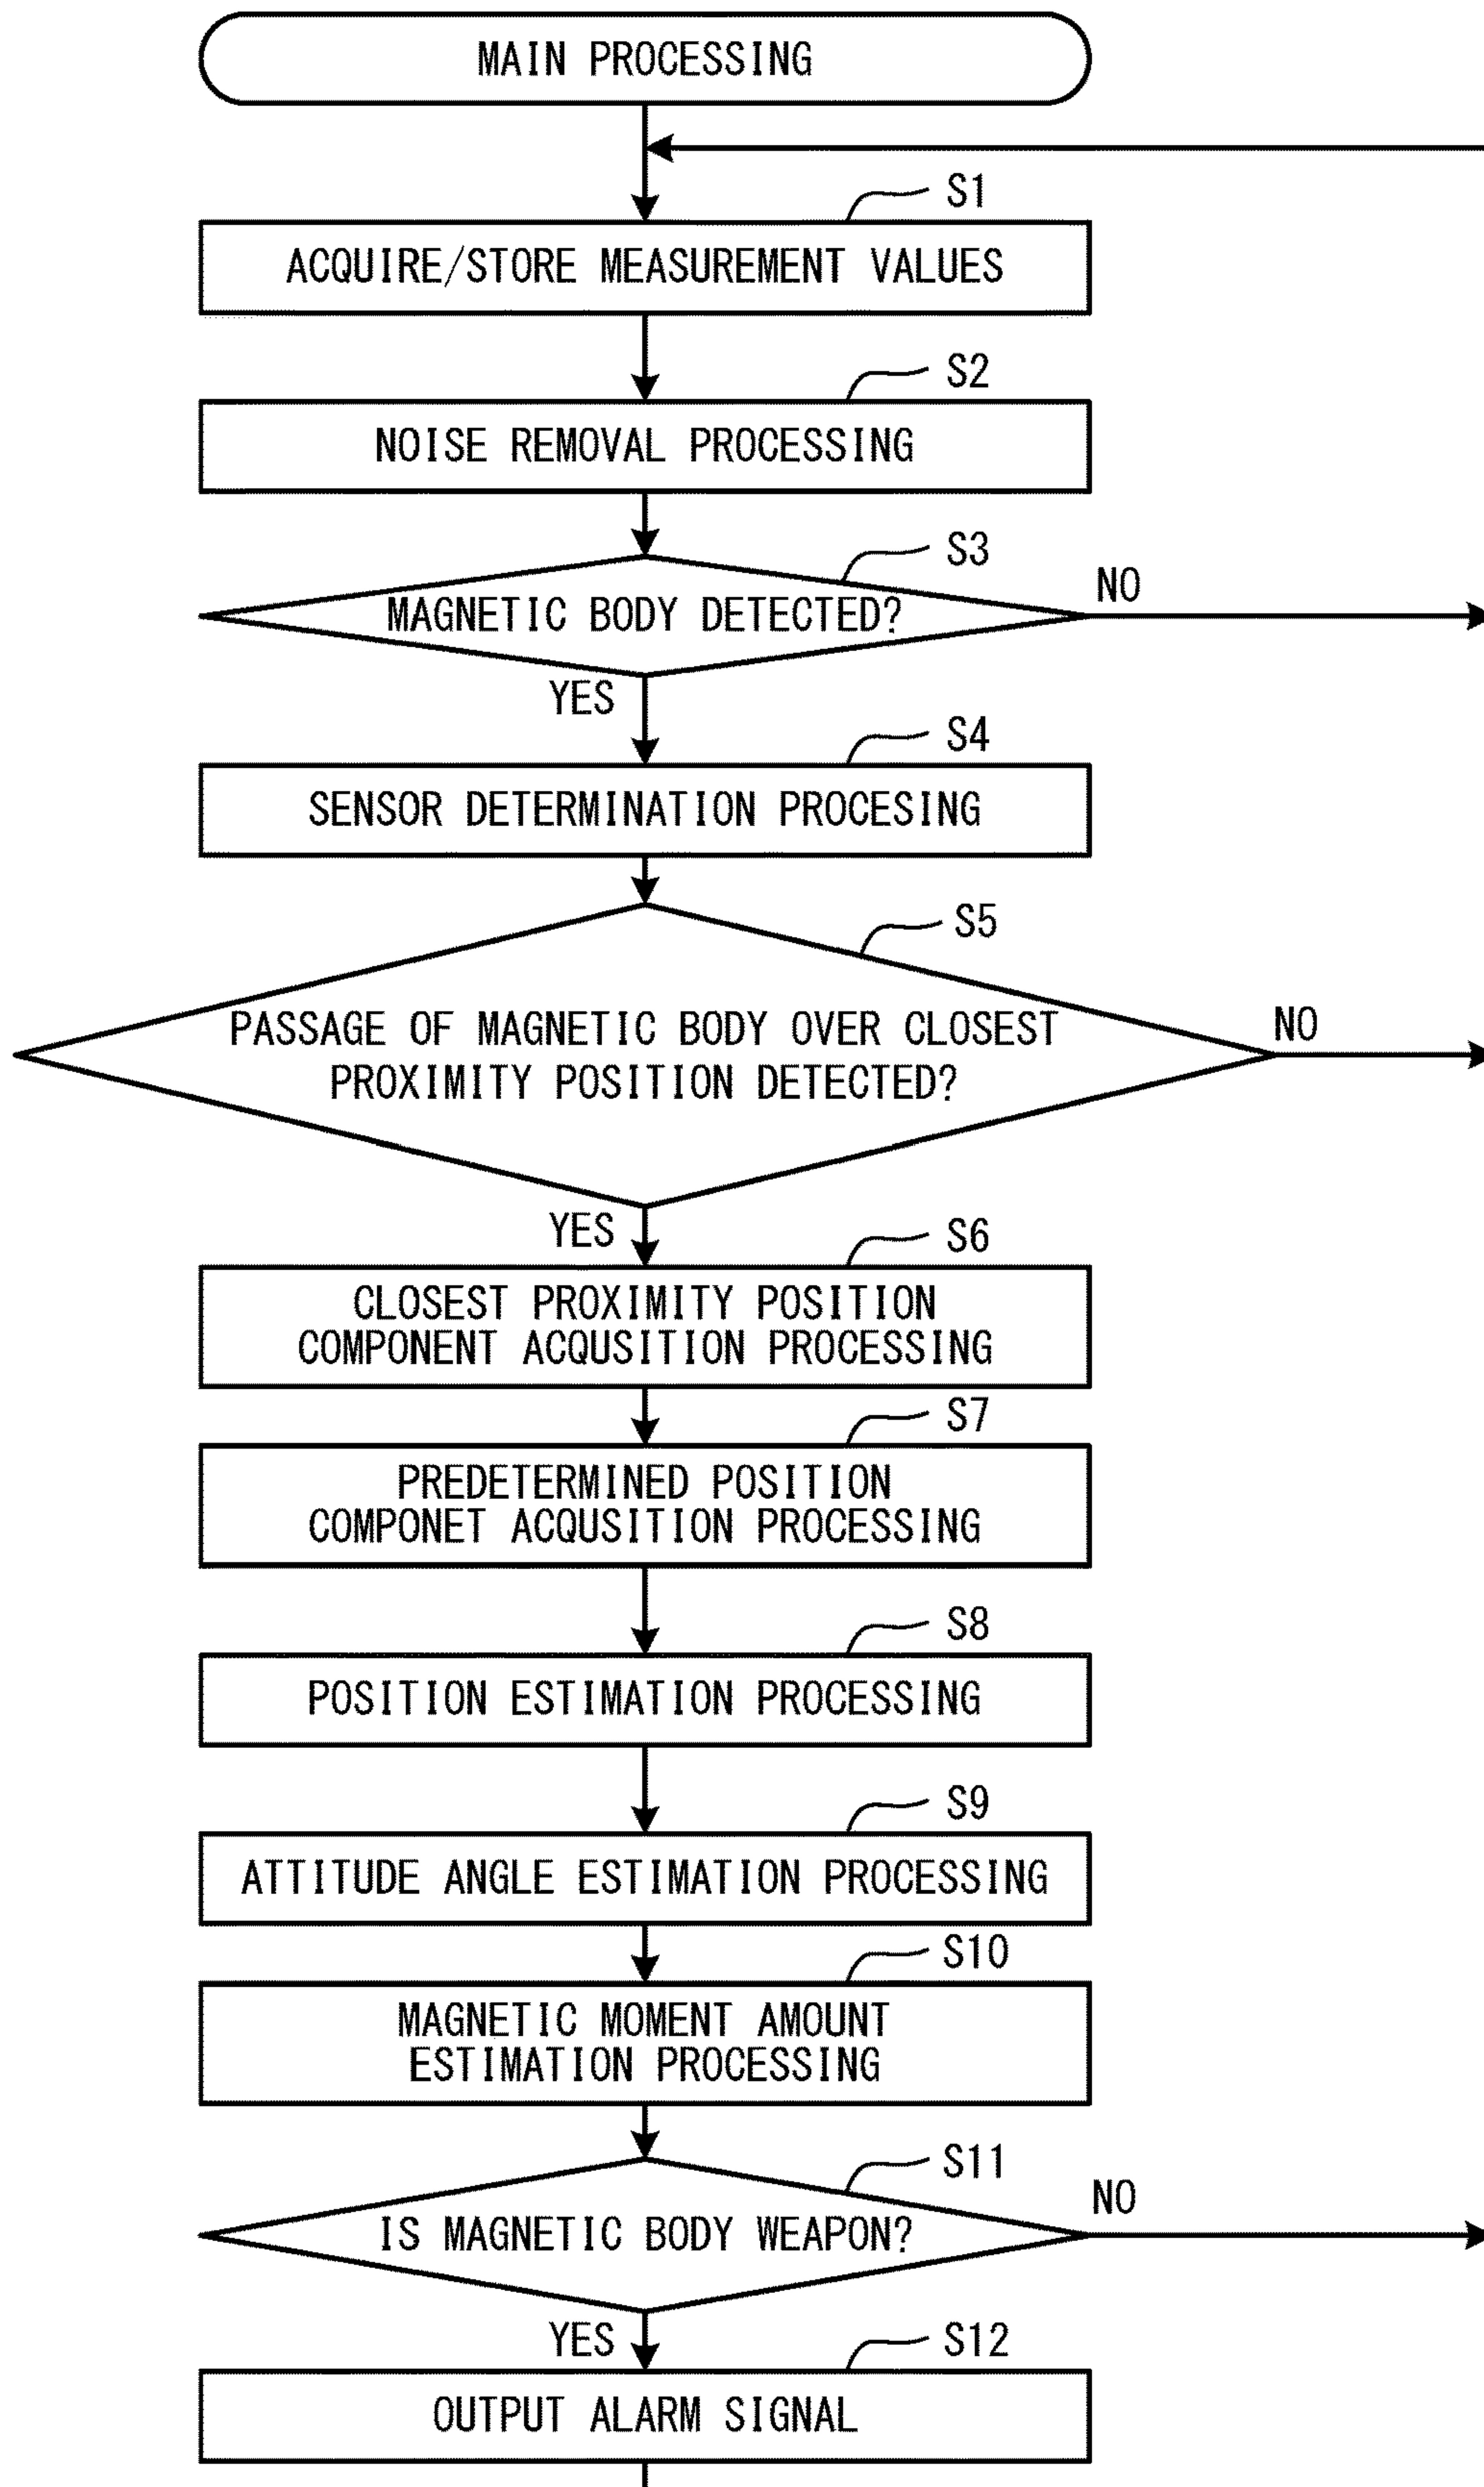 MAIN PROCESSING
S1
ACQUIRE/STORE MEASUREMENT VALUES
S2
NOISE REMOVAL PROCESSING
S3
MAGNETIC BODY DETECTED?
NO
YES
S4
SENSOR DETERMINATION PROCESING
S5
PASSAGE OF MAGNETIC BODY OVER CLOSEST
PROXIMITY POSITION DETECTED?
NO
YES
S6
CLOSEST PROXIMITY POSITION
COMPONENT ACQUSITION PROCESSING
S7
PREDETERMINED POSITION
COMPONET ACQUSITION PROCESSING
S8
POSITION ESTIMATION PROCESSING
S9
ATTITUDE ANGLE ESTIMATION PROCESSING
S10
MAGNETIC MOMENT AMOUNT
ESTIMATION PROCESSING
S11
IS MAGNETIC BODY WEAPON?
NO
YES
S12
OUTPUT ALARM SIGNAL